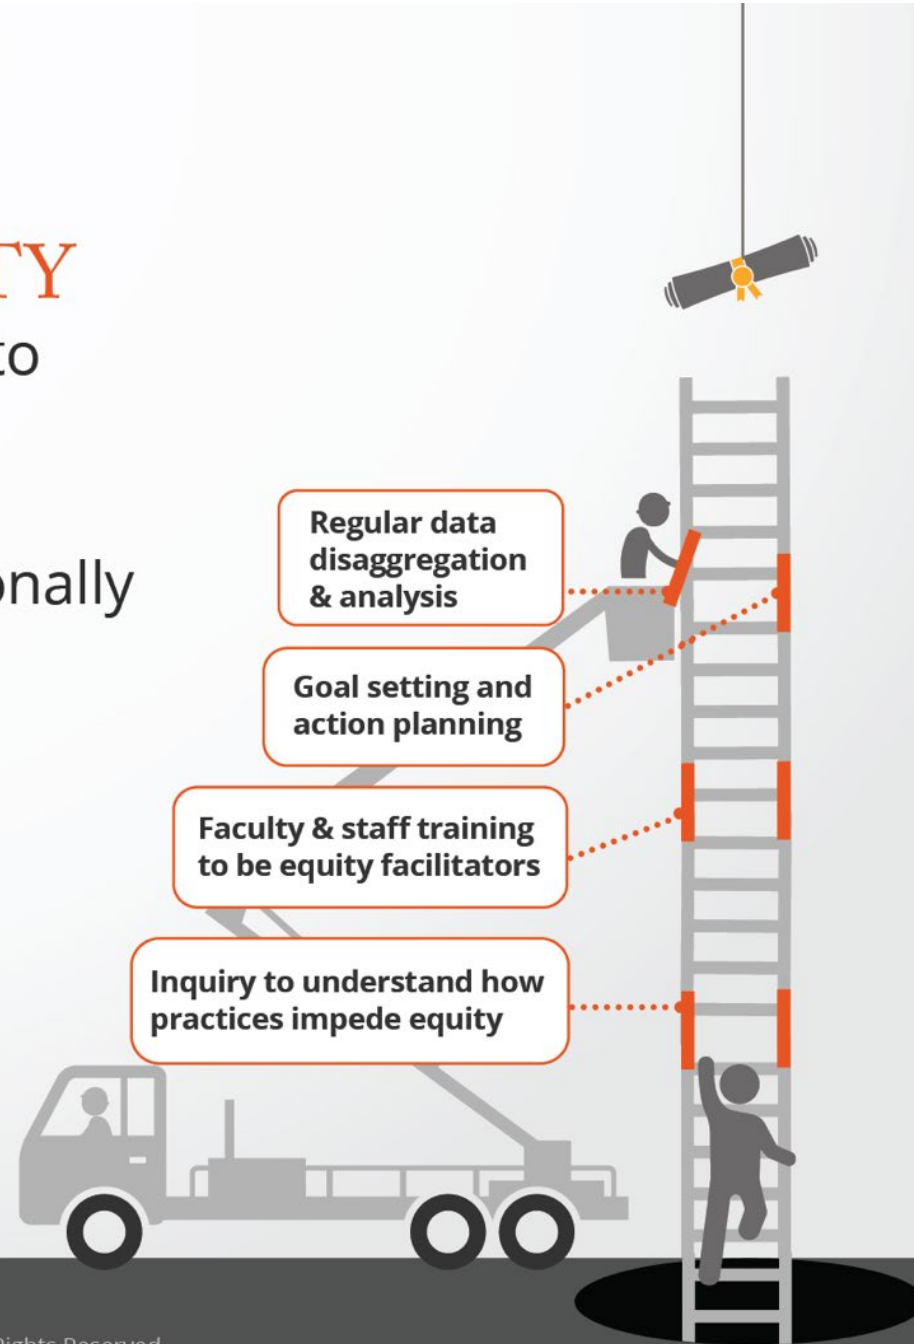 TY
to
onally
Regular data
disaggregation
& analysis
Goal setting and
action planning
Faculty & staff training
to be equity facilitators
Inquiry to understand how
practices impede equity
Rights Reserved